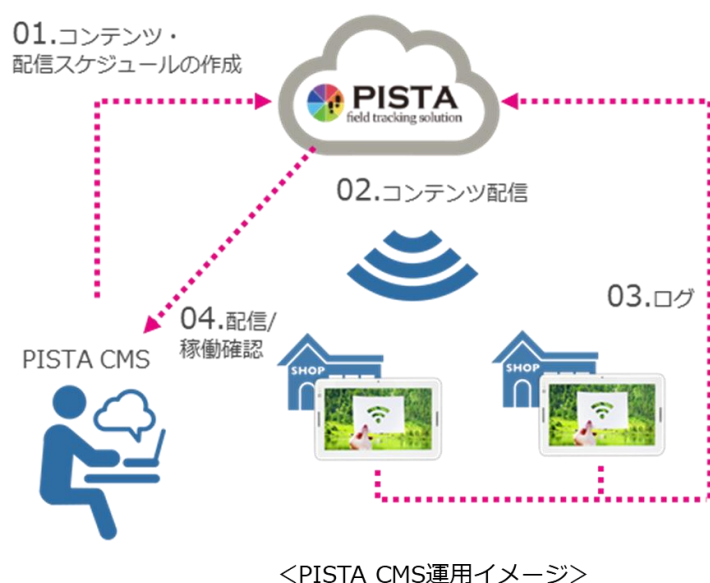 01.コンテンツ・
配信スケジュールの作成
PISTA
field tracking solution
02.コンテンツ配信
03.ログ
04.配信/
稼働確認
PISTA CMS
SHOP
SHOP
<PISTA CMS運用イメージ>